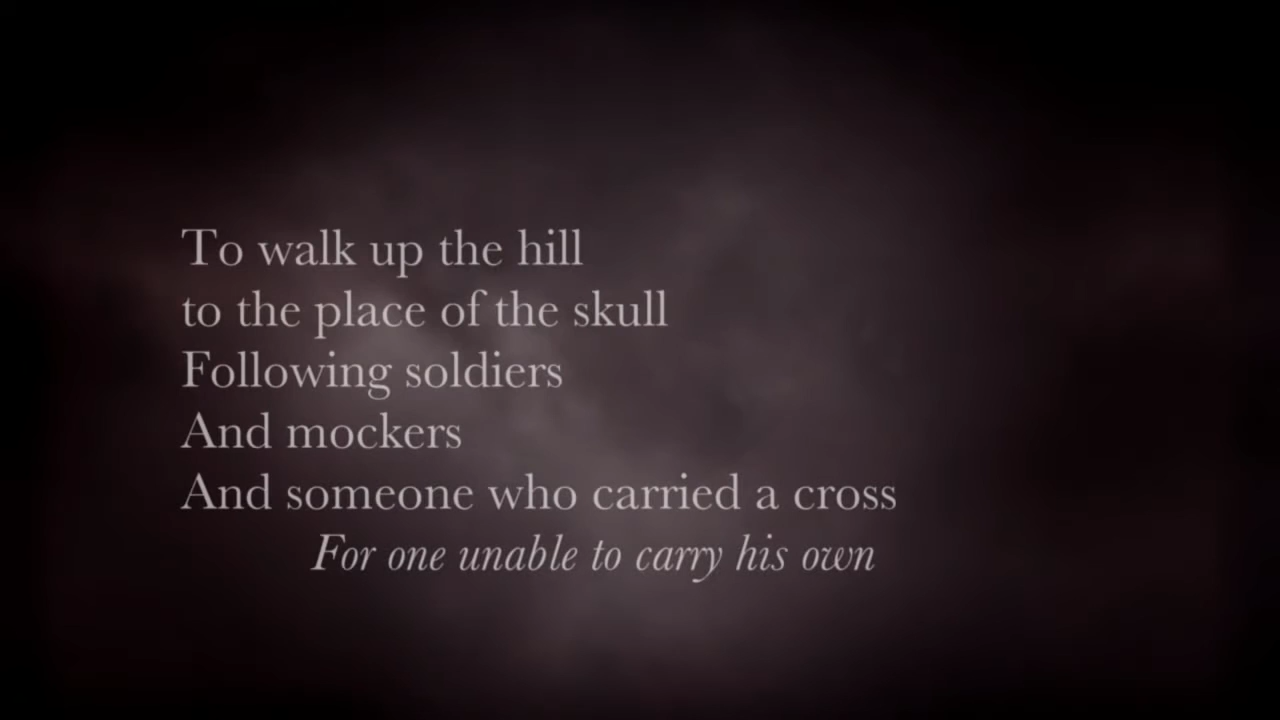 To walk up the hill
to the place of the skull
Following soldiers
And mockers
And someone who carried a cross
For one unable to carry his own